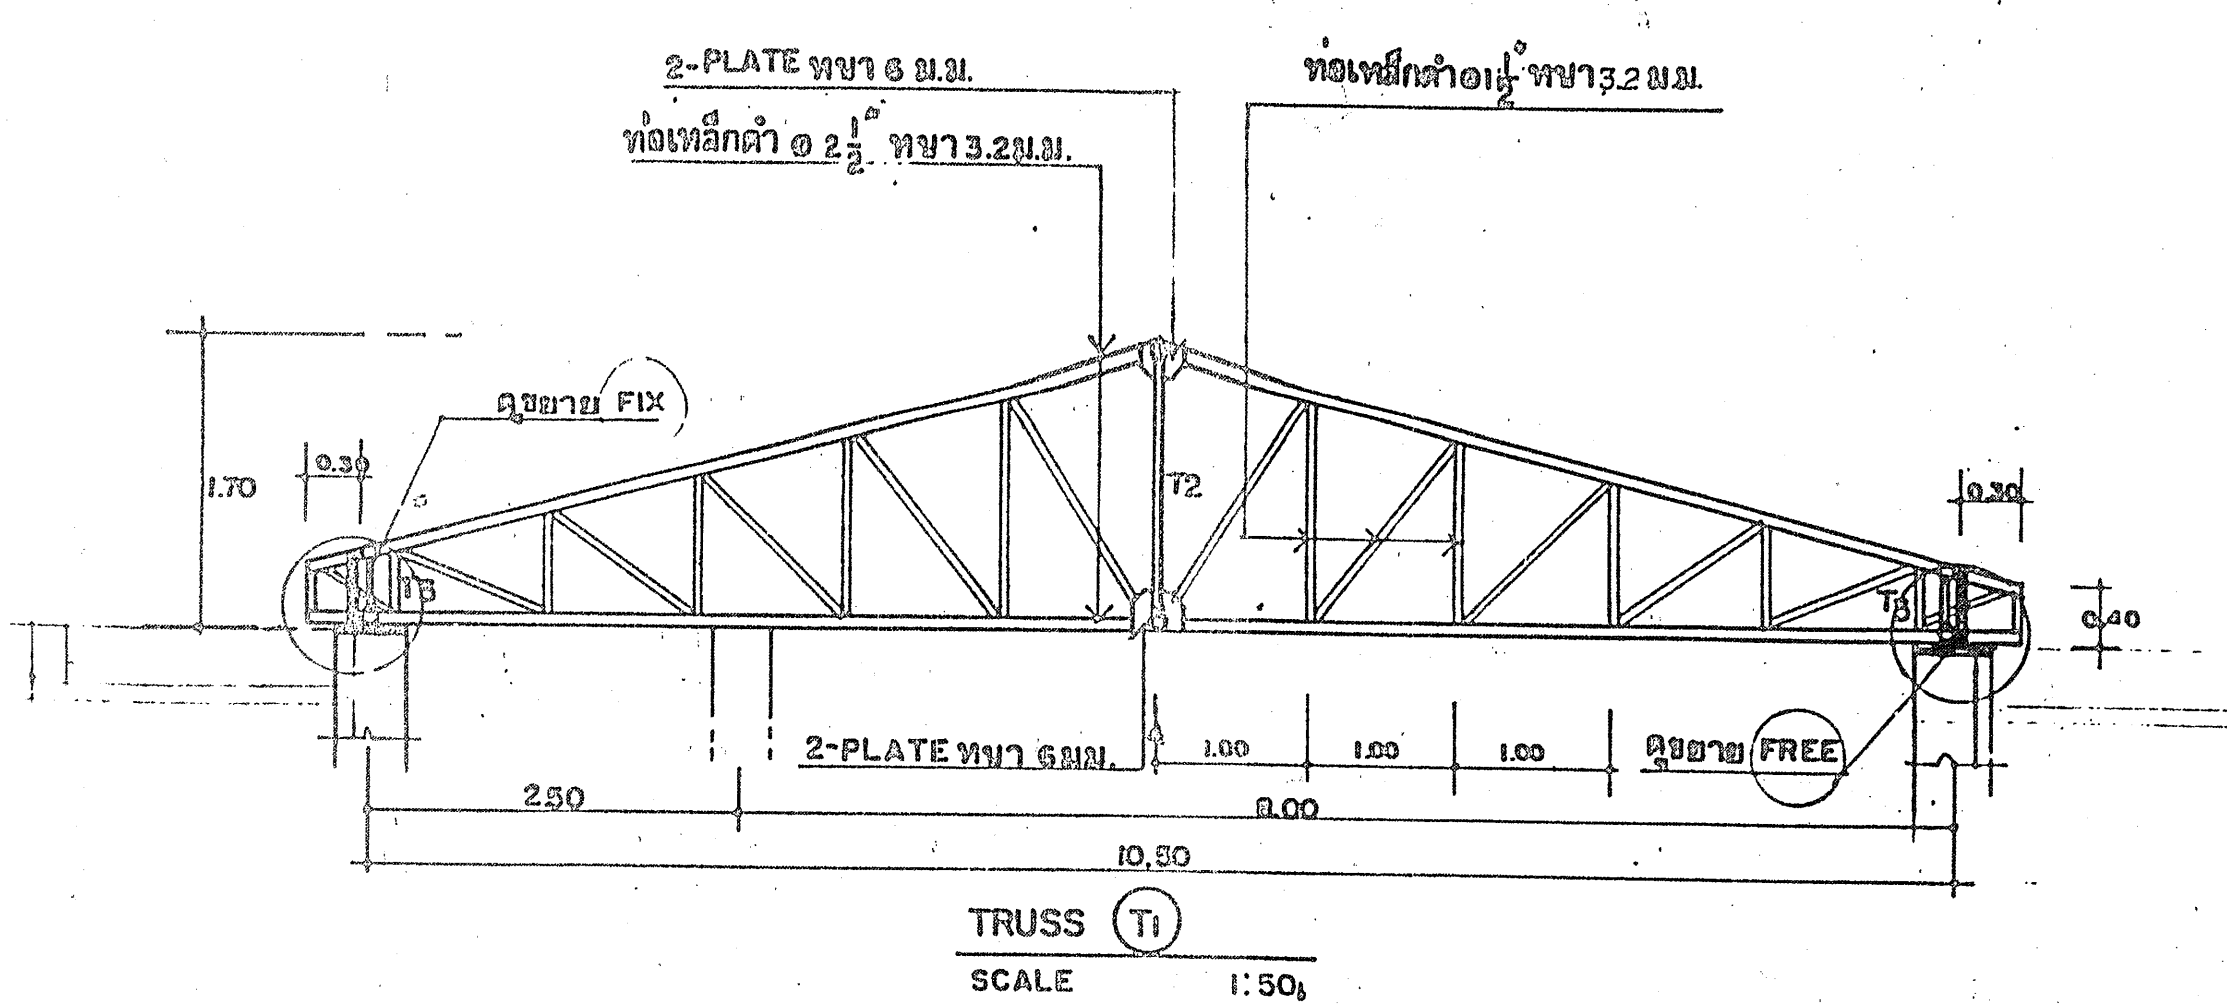 2-PLATE หนา 6 ม.ม.
ท่อเหล็กดำ Ø 2 1/2" หนา 3.2 ม.ม.
ท่อเหล็กดำ Ø 1 1/2" หนา 3.2 ม.ม.
ดูขยาย FIX
0.30
1.70
T2
0.30
T3
T3
0.40
2-PLATE หนา 6 มม.
1.00
1.00
1.00
ดูขยาย FREE
2.50
8.00
10.50
TRUSS T1
SCALE 1:50